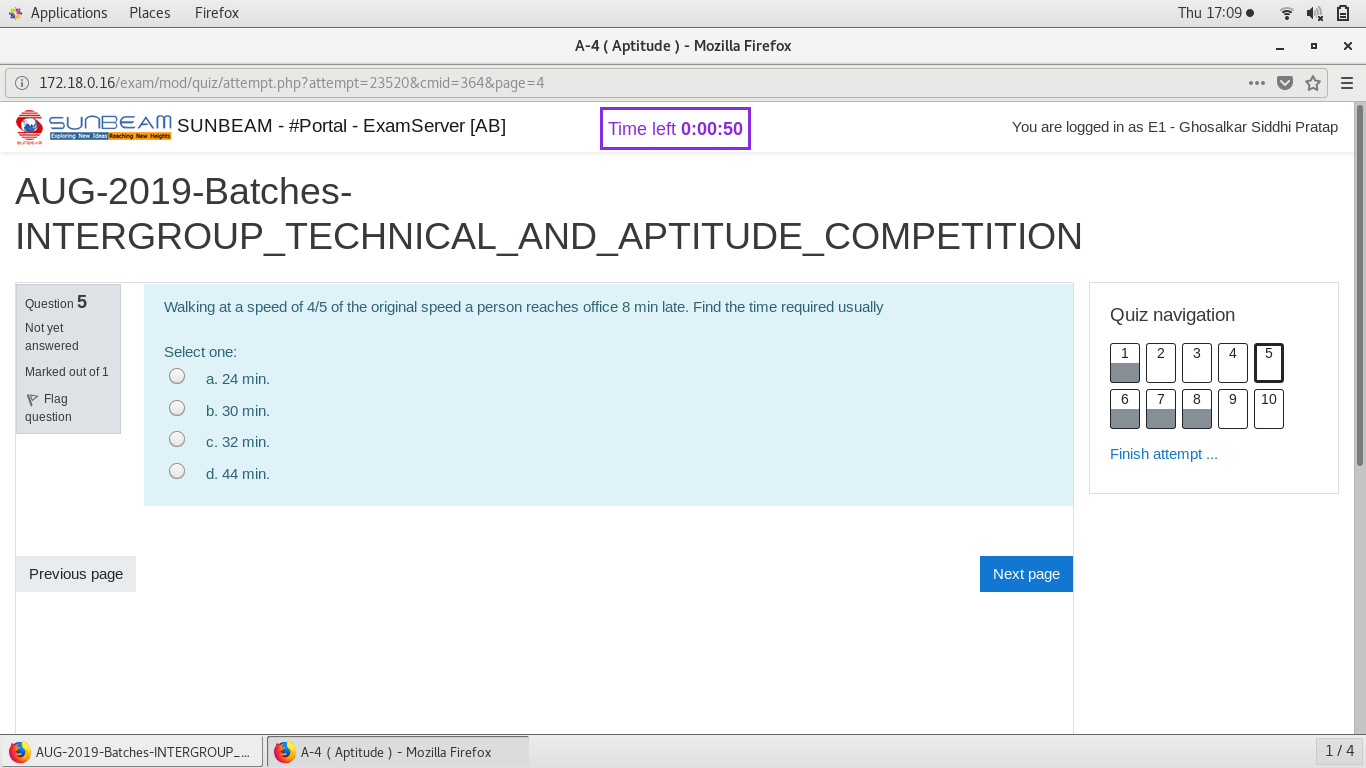 Applications Places Firefox Thu 17:09
A-4 ( Aptitude ) - Mozilla Firefox
172.18.0.16/exam/mod/quiz/attempt.php?attempt=23520&cmid=364&page=4
SUNBEAM
Exploring New Ideas Reaching New Heights
SUNBEAM - #Portal - ExamServer [AB]
Time left 0:00:50
You are logged in as E1 - Ghosalkar Siddhi Pratap
AUG-2019-Batches-
INTERGROUP_TECHNICAL_AND_APTITUDE_COMPETITION
Question 5
Not yet
answered
Marked out of 1
Flag
question
Walking at a speed of 4/5 of the original speed a person reaches office 8 min late. Find the time required usually
Select one:
a. 24 min.
b. 30 min.
c. 32 min.
d. 44 min.
Previous page
Next page
Quiz navigation
1 2 3 4 5
6 7 8 9 10
Finish attempt ...
AUG-2019-Batches-INTERGROUP_...
A-4 ( Aptitude ) - Mozilla Firefox
1 / 4